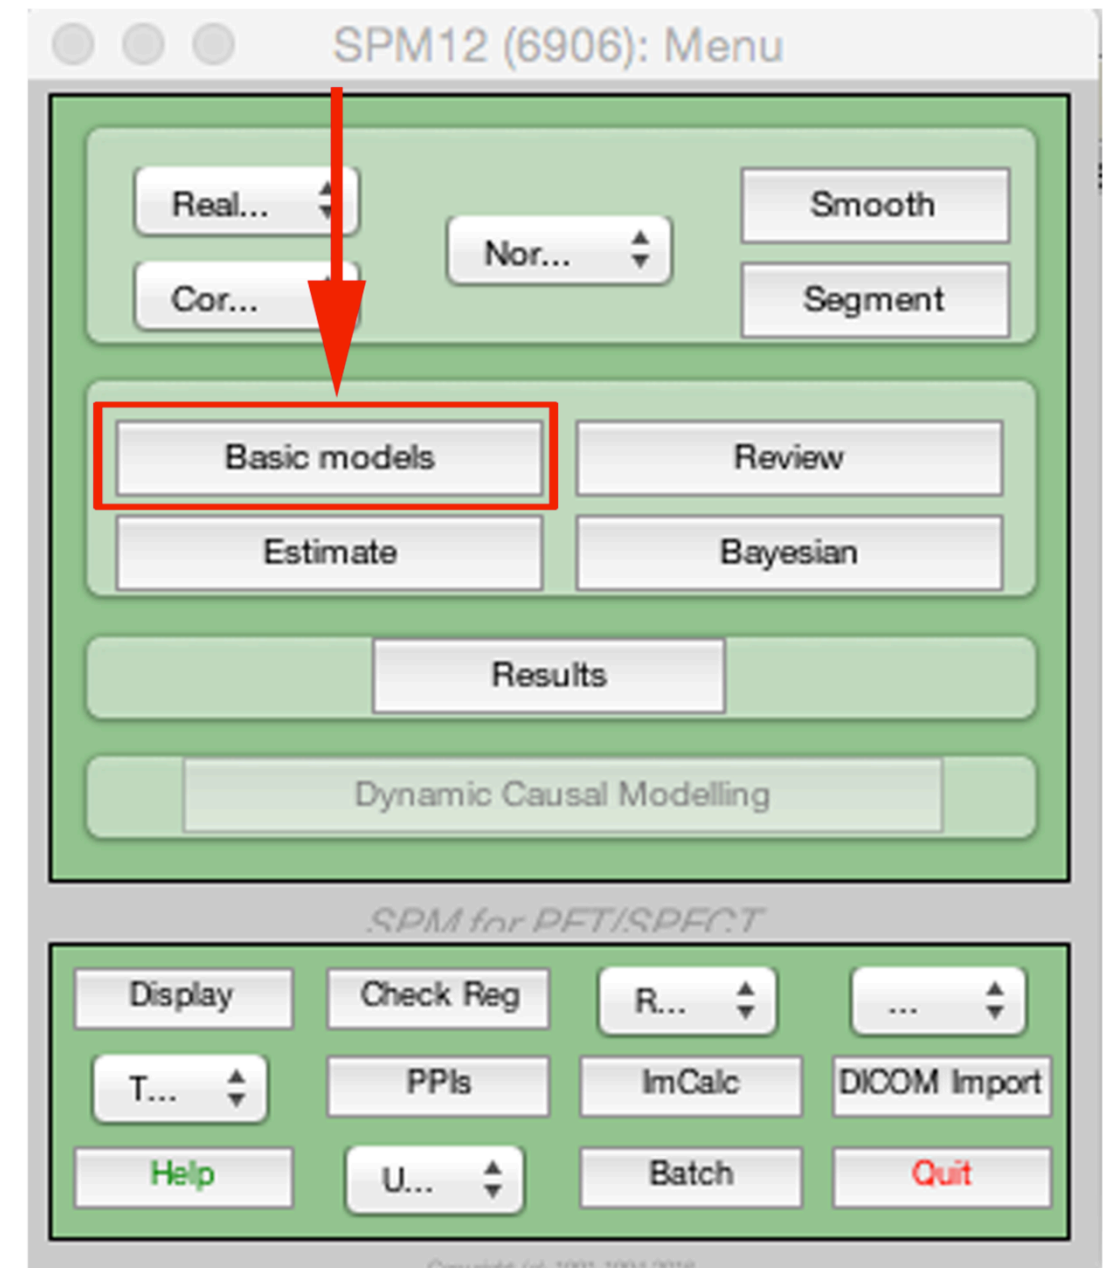 SPM12 (6906): Menu
Real...
Nor...
Smooth
Cor...
Segment
Basic models
Review
Estimate
Bayesian
Results
Dynamic Causal Modelling
SPM for PET/SPECT
Display
Check Reg
R...
...
T...
PPIs
ImCalc
DICOM Import
Help
U...
Batch
Quit